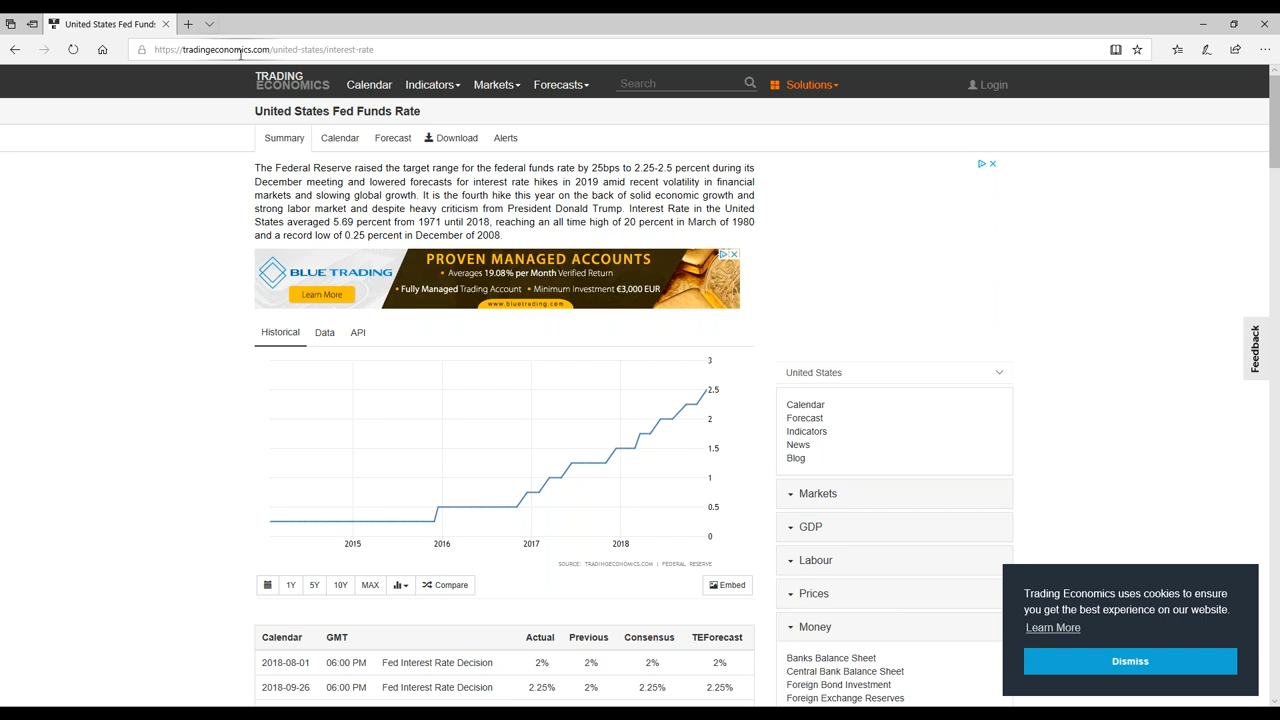 United States Fed Funds
https://tradingeconomics.com/united-states/interest-rate
TRADING
ECONOMICS
Calendar
Indicators
Markets
Forecasts
Search
Solutions
Login
United States Fed Funds Rate
Summary
Calendar
Forecast
Download
Alerts
The Federal Reserve raised the target range for the federal funds rate by 25bps to 2.25-2.5 percent during its
December meeting and lowered forecasts for interest rate hikes in 2019 amid recent volatility in financial
markets and slowing global growth. It is the fourth hike this year on the back of solid economic growth and
strong labor market and despite heavy criticism from President Donald Trump. Interest Rate in the United
States averaged 5.69 percent from 1971 until 2018, reaching an all time high of 20 percent in March of 1980
and a record low of 0.25 percent in December of 2008.
BLUE TRADING
Learn More
PROVEN MANAGED ACCOUNTS
• Averages 19.08% per Month Verified Return
• Fully Managed Trading Account • Minimum Investment €3,000 EUR
www.bluetrading.com
Historical
Data
API
3
2.5
2
1.5
1
0.5
0
2015
2016
2017
2018
SOURCE: TRADINGECONOMICS.COM | FEDERAL RESERVE
1Y
5Y
10Y
MAX
Compare
Embed
Calendar GMT Actual Previous Consensus TEForecast
2018-08-01 06:00 PM Fed Interest Rate Decision 2% 2% 2% 2%
2018-09-26 06:00 PM Fed Interest Rate Decision 2.25% 2% 2.25% 2.25%
United States
Calendar
Forecast
Indicators
News
Blog
Markets
GDP
Labour
Prices
Money
Banks Balance Sheet
Central Bank Balance Sheet
Foreign Bond Investment
Foreign Exchange Reserves
Feedback
Trading Economics uses cookies to ensure
you get the best experience on our website.
Learn More
Dismiss